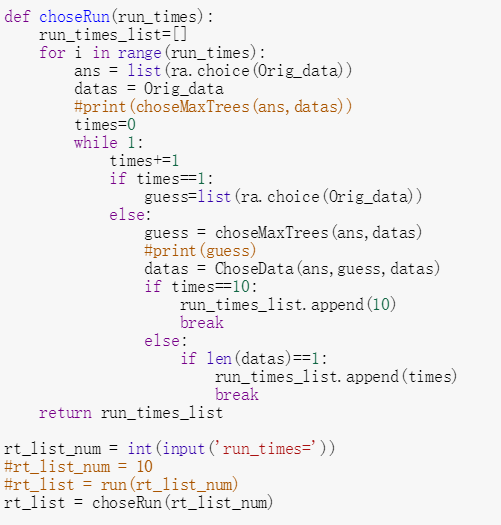 def choseRun(run_times):
    run_times_list=[]
    for i in range(run_times):
        ans = list(ra.choice(Orig_data))
        datas = Orig_data
        #print(choseMaxTrees(ans,datas))
        times=0
        while 1:
            times+=1
            if times==1:
                guess=list(ra.choice(Orig_data))
            else:
                guess = choseMaxTrees(ans,datas)
                #print(guess)
                datas = ChoseData(ans,guess,datas)
                if times==10:
                    run_times_list.append(10)
                    break
                else:
                    if len(datas)==1:
                        run_times_list.append(times)
                        break
    return run_times_list

rt_list_num = int(input('run_times='))
#rt_list_num = 10
#rt_list = run(rt_list_num)
rt_list = choseRun(rt_list_num)